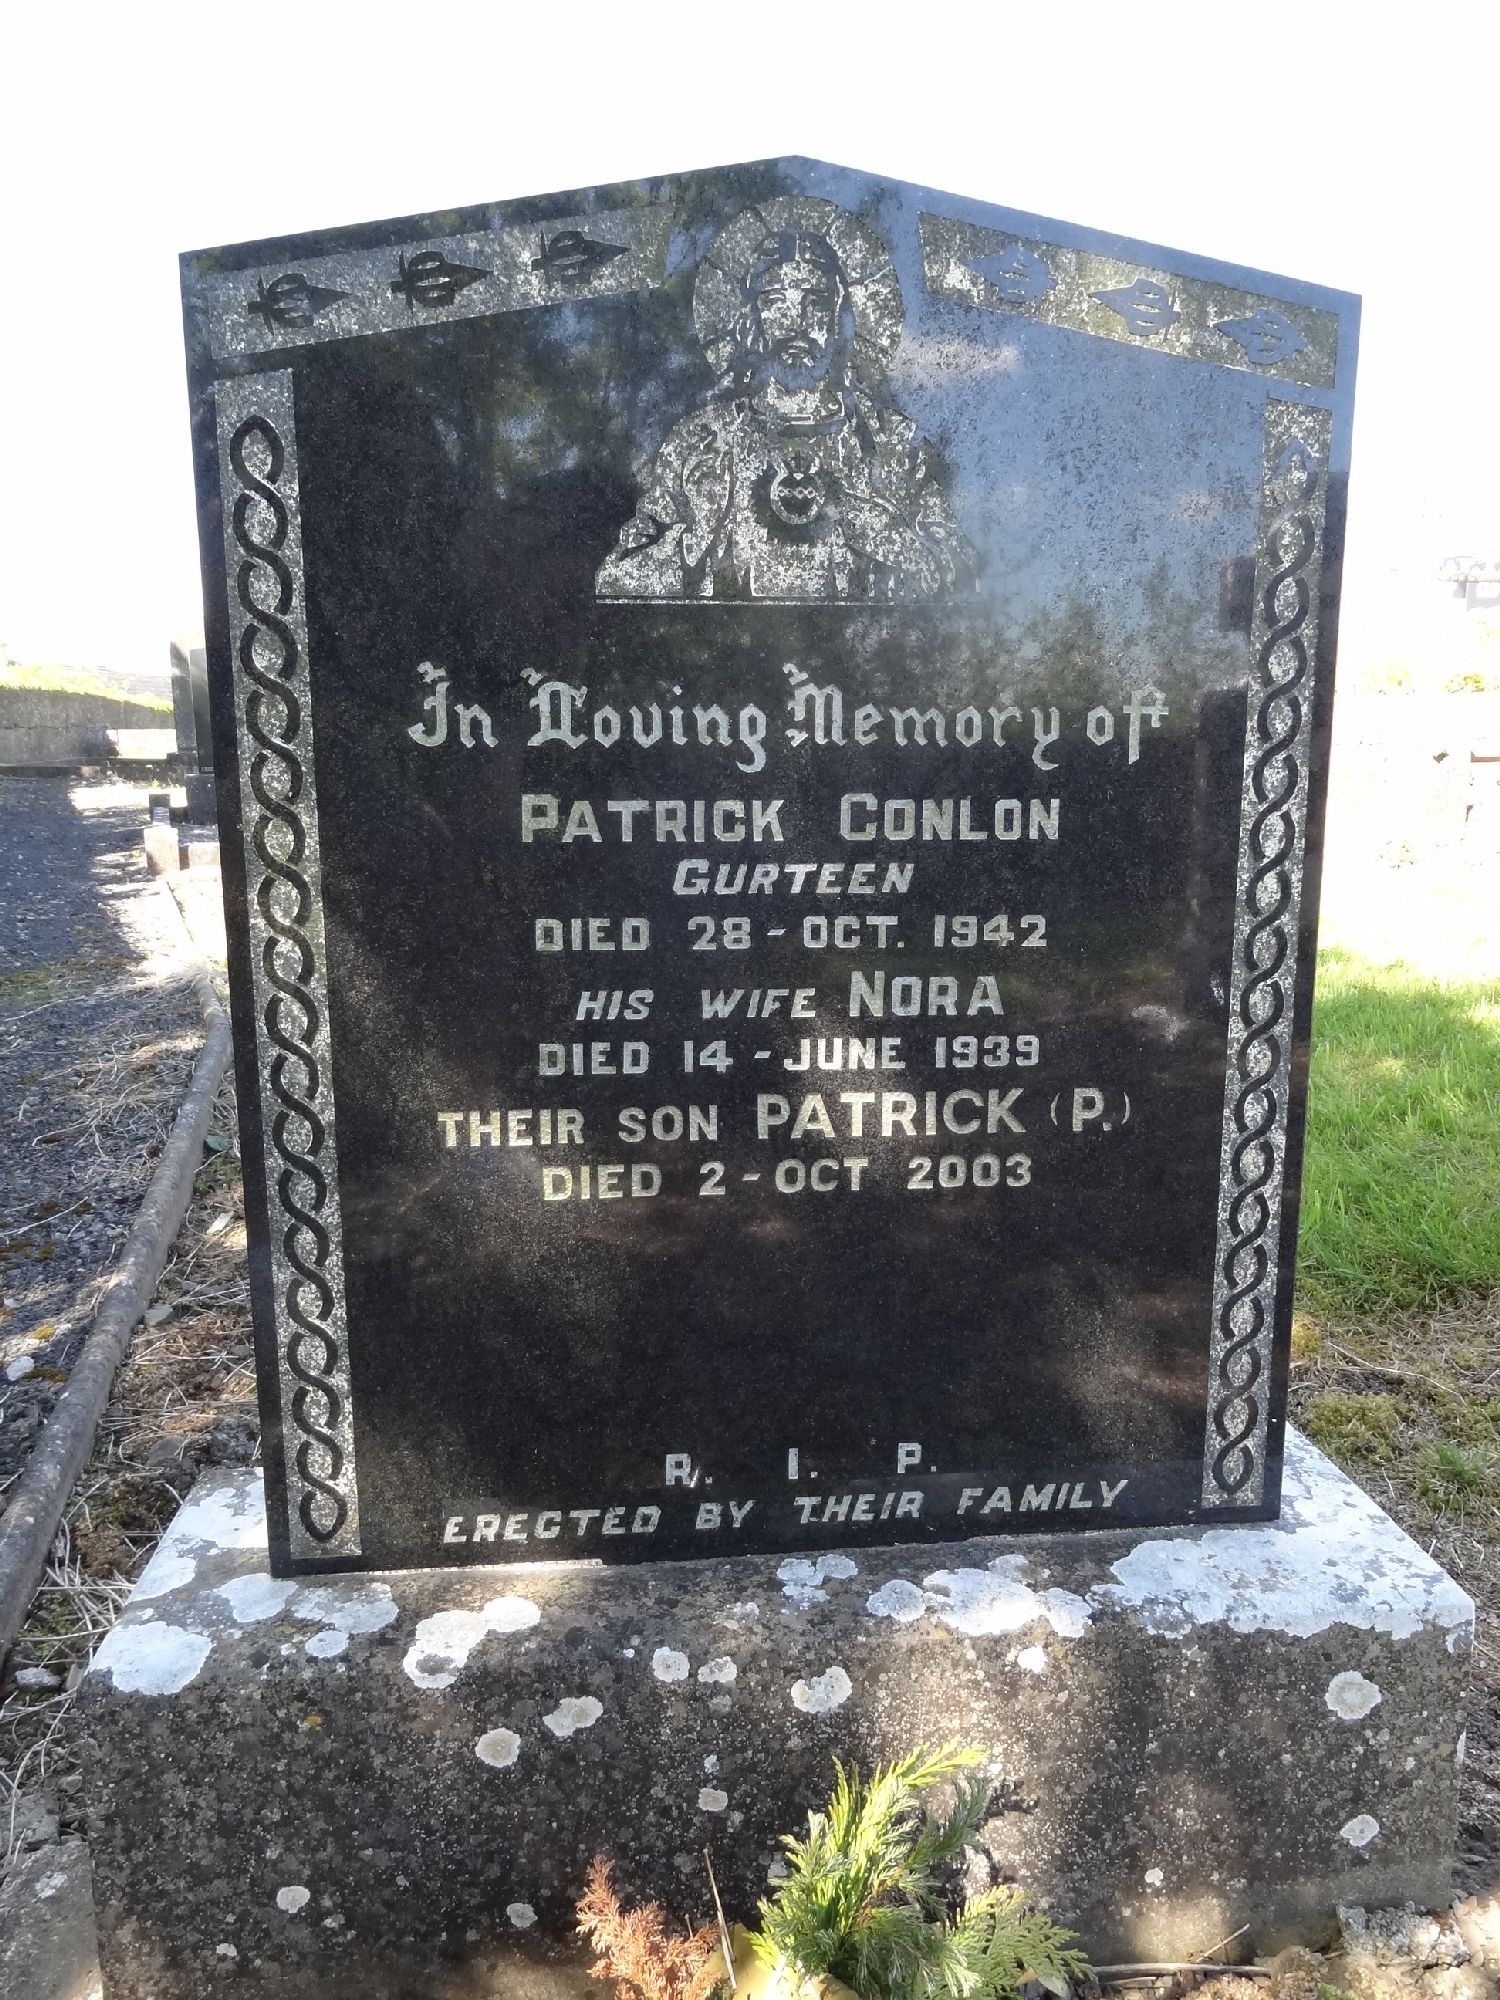 In Loving Memory of
PATRICK CONLON
GURTEEN
DIED 28 - OCT. 1942
HIS WIFE NORA
DIED 14 - JUNE 1939
THEIR SON PATRICK (P.)
DIED 2 - OCT 2003
R. I. P.
ERECTED BY THEIR FAMILY